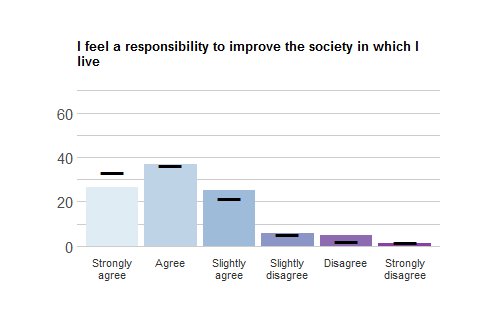 I feel a responsibility to improve the society in which I
live
60
40
20
0
Strongly
agree
Agree
Slightly
agree
Slightly
disagree
Disagree
Strongly
disagree